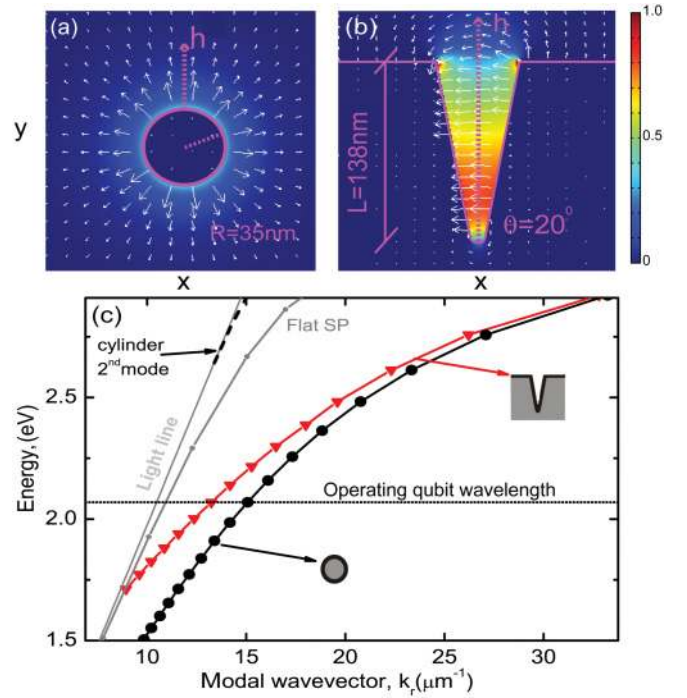 (a)
h
R=35nm
y
x
(b)
h
L=138nm
θ=20⁰
x
1.0
0.5
0
(c)
cylinder
2nd mode
Flat SP
Light line
Operating qubit wavelength
Energy,(eV)
2.5
2.0
1.5
10 15 20 25 30
Modal wavevector, kr(μm⁻¹)